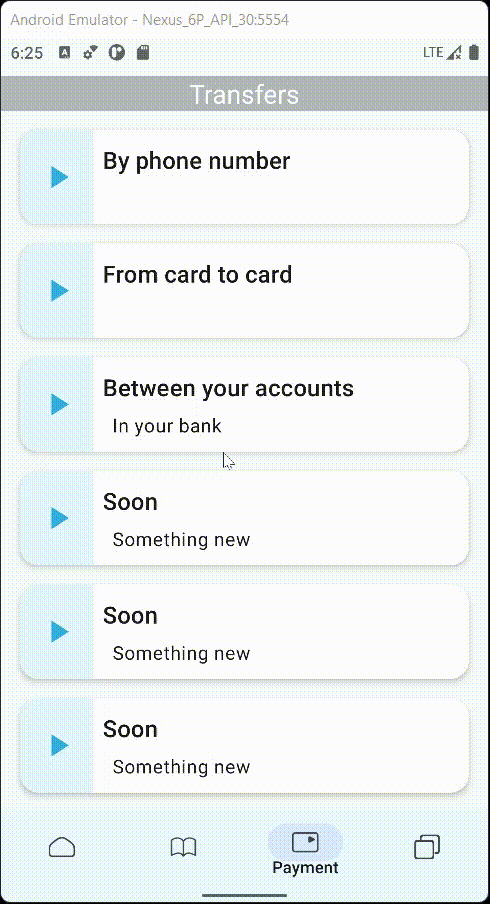 Android Emulator - Nexus_6P_API_30:5554
6:25 A LTE
Transfers
By phone number
From card to card
Between your accounts
In your bank
Soon
Something new
Soon
Something new
Soon
Something new
Payment